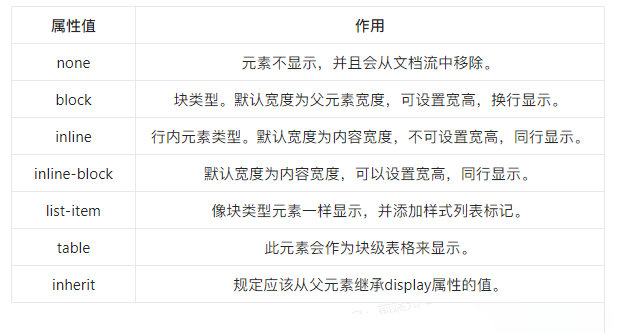 属性值 作用
none 元素不显示，并且会从文档流中移除。
block 块类型。默认宽度为父元素宽度，可设置宽高，换行显示。
inline 行内元素类型。默认宽度为内容宽度，不可设置宽高，同行显示。
inline-block 默认宽度为内容宽度，可以设置宽高，同行显示。
list-item 像块类型元素一样显示，并添加样式列表标记。
table 此元素会作为块级表格来显示。
inherit 规定应该从父元素继承display属性的值。